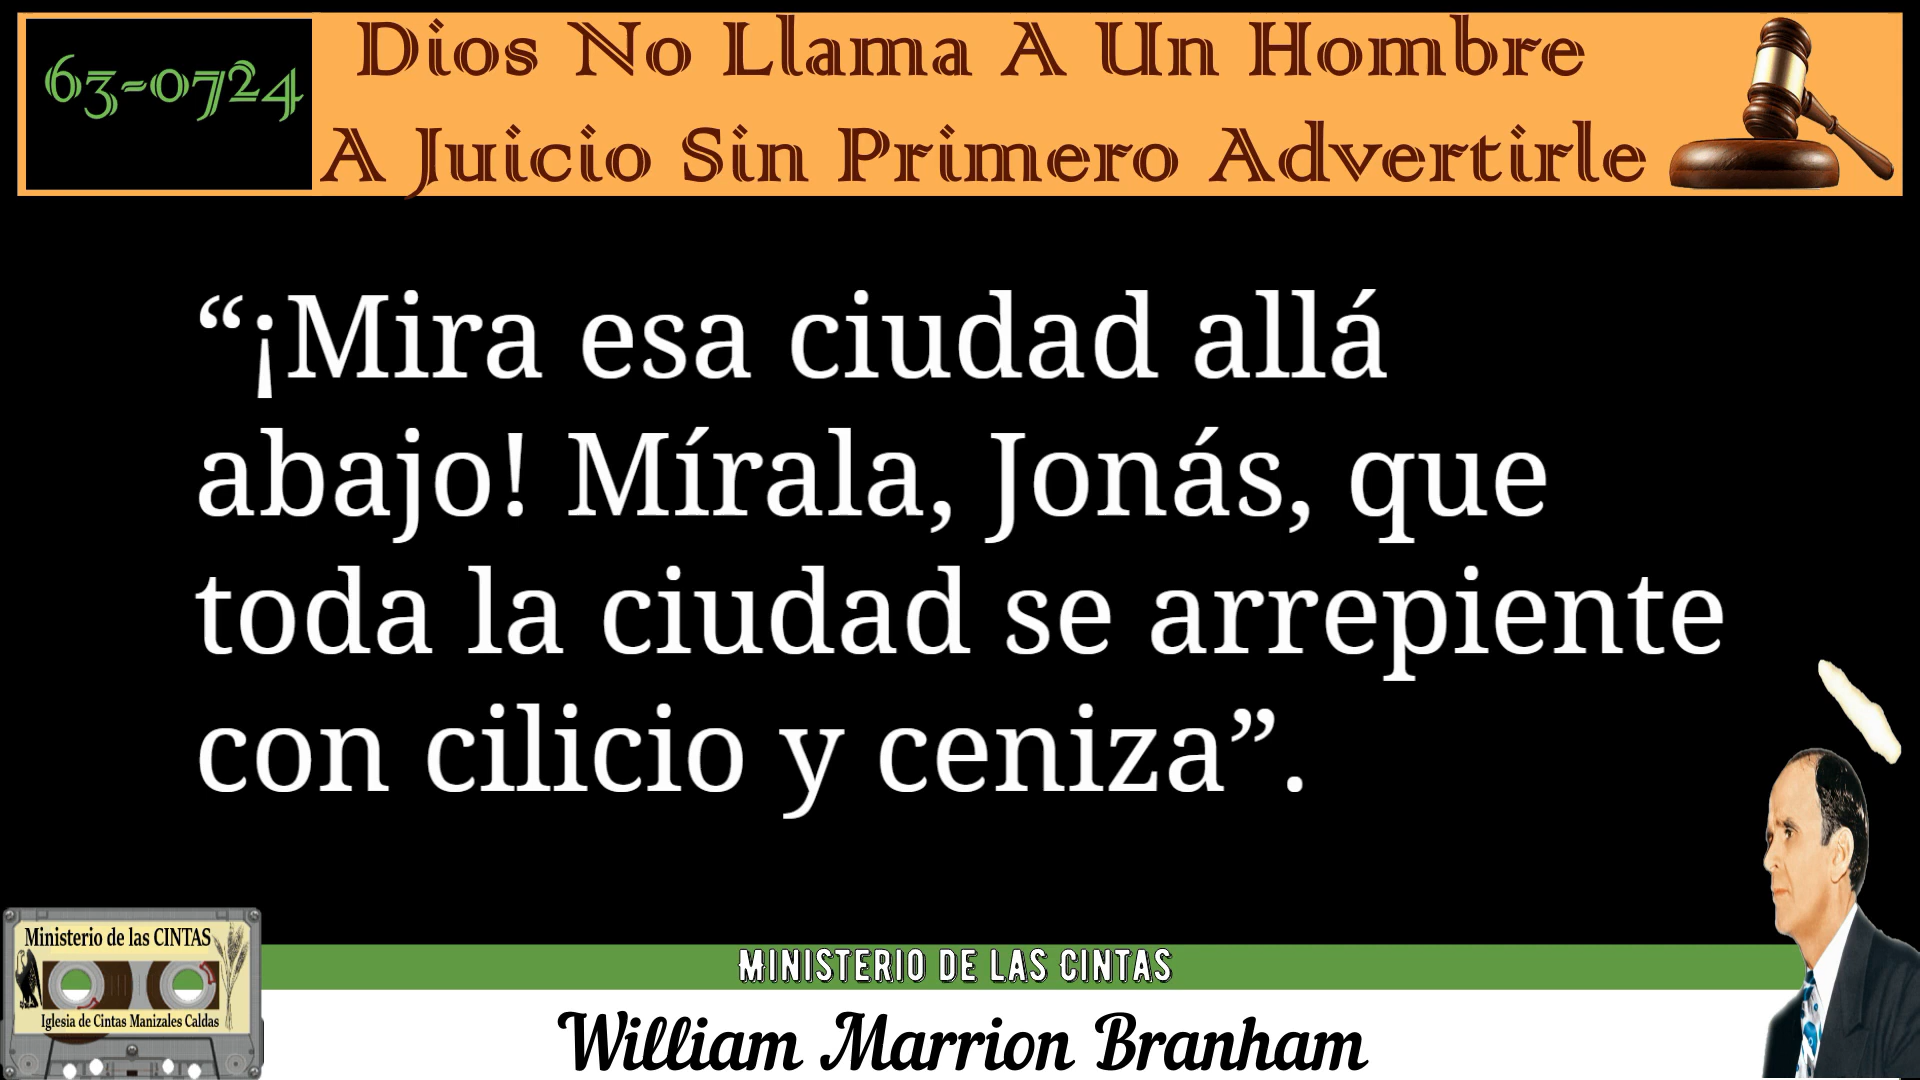 63-0724
Dios No Llama A Un Hombre
A Juicio Sin Primero Advertirle
“¡Mira esa ciudad allá
abajo! Mírala, Jonás, que
toda la ciudad se arrepiente
con cilicio y ceniza”.
Ministerio de las CINTAS
Iglesia de Cintas Manizales Caldas
MINISTERIO DE LAS CINTAS
William Marrion Branham